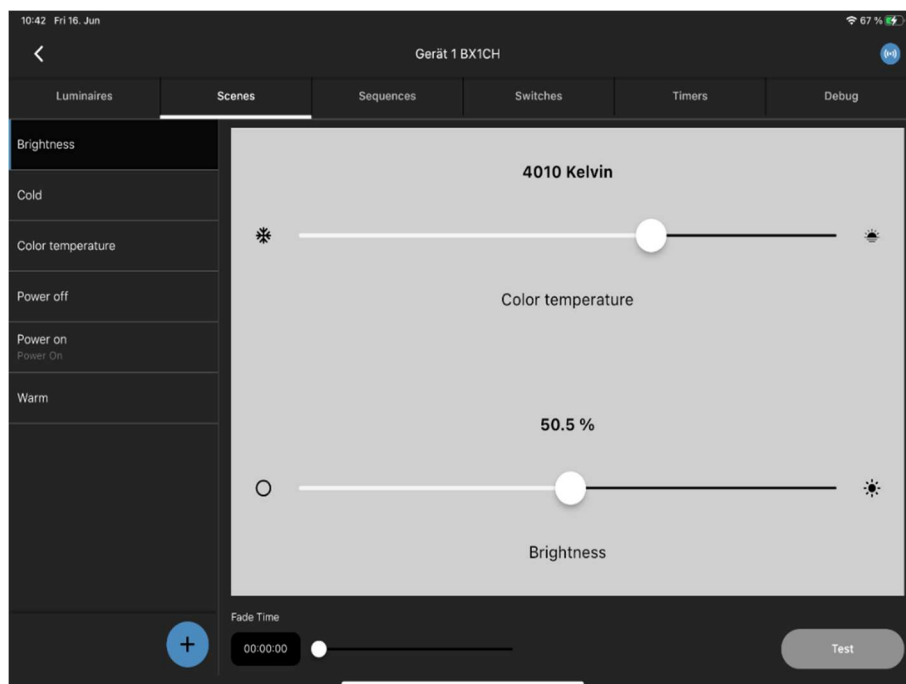 10:42 Fri 16. Jun
67 %
Gerät 1 BX1CH
Luminaires Scenes Sequences Switches Timers Debug
Brightness
Cold
Color temperature
Power off
Power on
Power On
Warm
4010 Kelvin
Color temperature
50.5 %
Brightness
Fade Time
00:00:00
Test